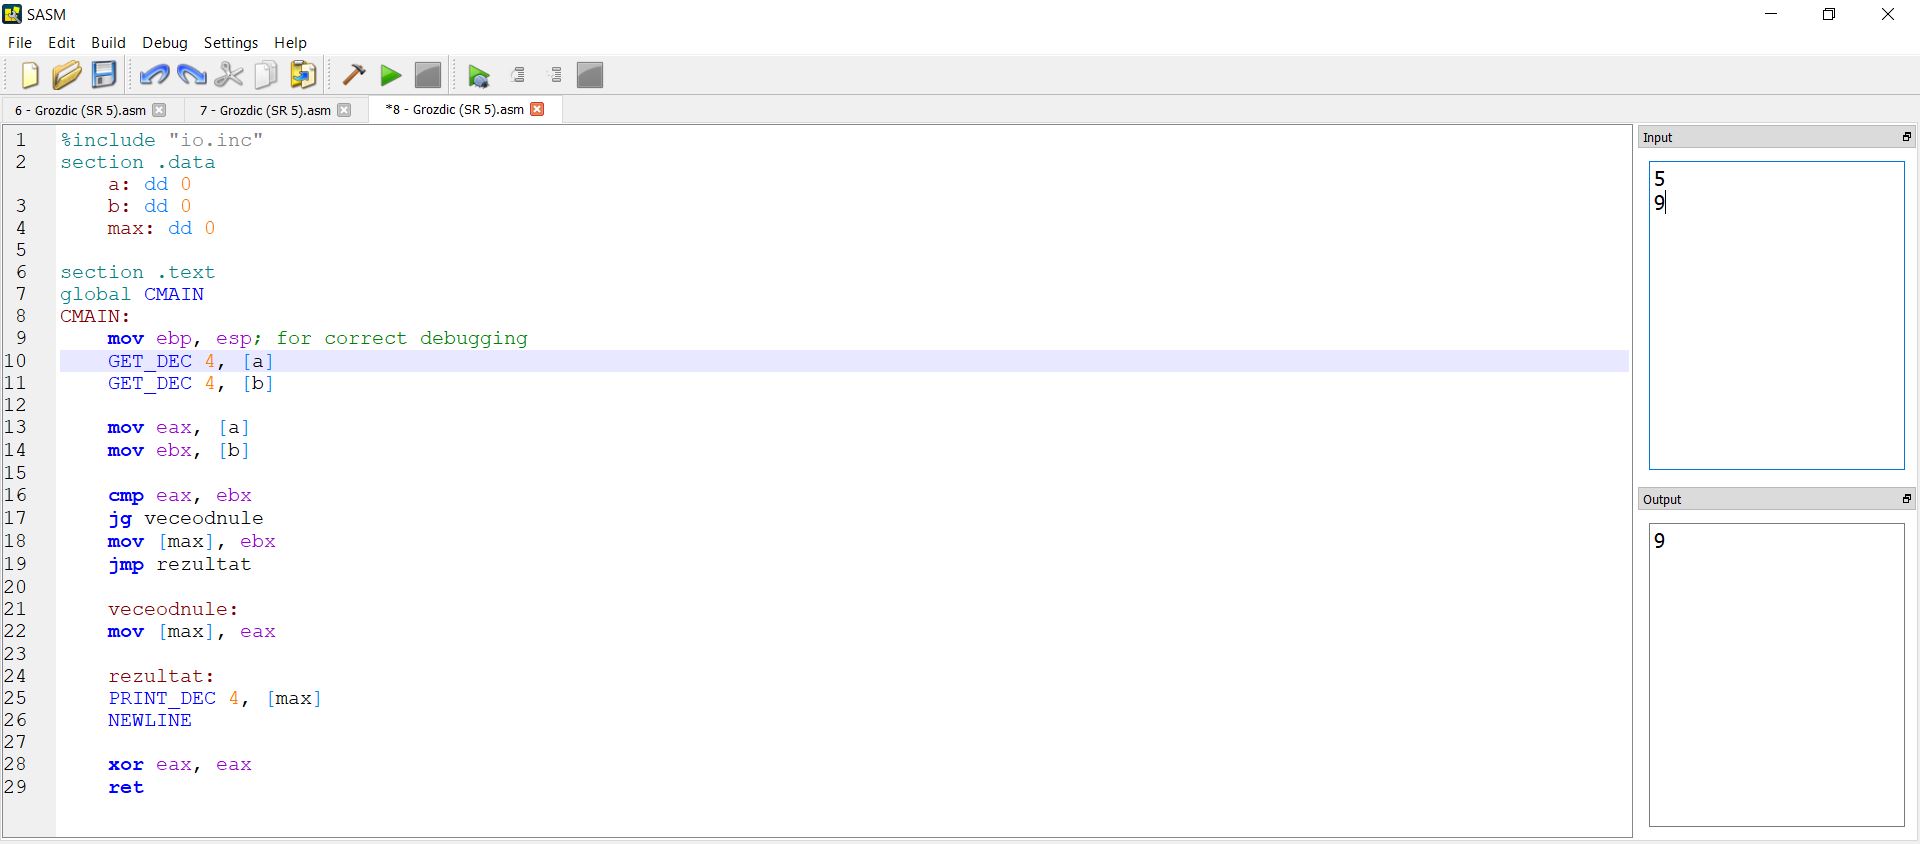 SASM
File Edit Build Debug Settings Help
6 - Grozdic (SR 5).asm 7 - Grozdic (SR 5).asm *8 - Grozdic (SR 5).asm
1 %include "io.inc"
2 section .data
a: dd 0
3 b: dd 0
4 max: dd 0
5
6 section .text
7 global CMAIN
8 CMAIN:
9 mov ebp, esp; for correct debugging
10 GET_DEC 4, [a]
11 GET_DEC 4, [b]
12
13 mov eax, [a]
14 mov ebx, [b]
15
16 cmp eax, ebx
17 jg veceodnule
18 mov [max], ebx
19 jmp rezultat
20
21 veceodnule:
22 mov [max], eax
23
24 rezultat:
25 PRINT_DEC 4, [max]
26 NEWLINE
27
28 xor eax, eax
29 ret
Input
5
9
Output
9